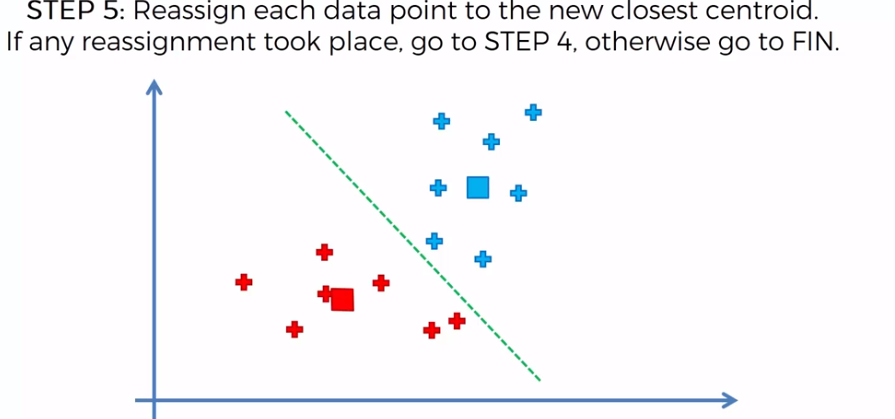 STEP 5: Reassign each data point to the new closest centroid.
If any reassignment took place, go to STEP 4, otherwise go to FIN.